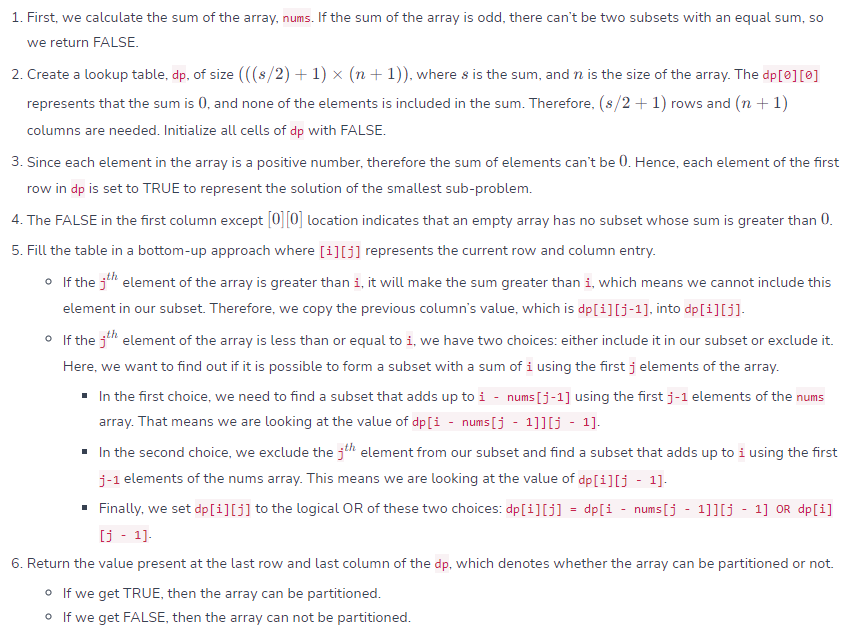 1. First, we calculate the sum of the array, nums. If the sum of the array is odd, there can't be two subsets with an equal sum, so
we return FALSE.
2. Create a lookup table, dp, of size (((s/2) + 1) × (n + 1)), where s is the sum, and n is the size of the array. The dp[0][0]
represents that the sum is 0, and none of the elements is included in the sum. Therefore, (s/2 + 1) rows and (n + 1)
columns are needed. Initialize all cells of dp with FALSE.
3. Since each element in the array is a positive number, therefore the sum of elements can't be 0. Hence, each element of the first
row in dp is set to TRUE to represent the solution of the smallest sub-problem.
4. The FALSE in the first column except [0][0] location indicates that an empty array has no subset whose sum is greater than 0.
5. Fill the table in a bottom-up approach where [i][j] represents the current row and column entry.
○ If the j^th element of the array is greater than i, it will make the sum greater than i, which means we cannot include this
element in our subset. Therefore, we copy the previous column's value, which is dp[i][j-1], into dp[i][j].
○ If the j^th element of the array is less than or equal to i, we have two choices: either include it in our subset or exclude it.
Here, we want to find out if it is possible to form a subset with a sum of i using the first j elements of the array.
▪ In the first choice, we need to find a subset that adds up to i - nums[j-1] using the first j-1 elements of the nums
array. That means we are looking at the value of dp[i - nums[j - 1]][j - 1].
▪ In the second choice, we exclude the j^th element from our subset and find a subset that adds up to i using the first
j-1 elements of the nums array. This means we are looking at the value of dp[i][j - 1].
▪ Finally, we set dp[i][j] to the logical OR of these two choices: dp[i][j] = dp[i - nums[j - 1]][j - 1] OR dp[i]
[j - 1].
6. Return the value present at the last row and last column of the dp, which denotes whether the array can be partitioned or not.
○ If we get TRUE, then the array can be partitioned.
○ If we get FALSE, then the array can not be partitioned.